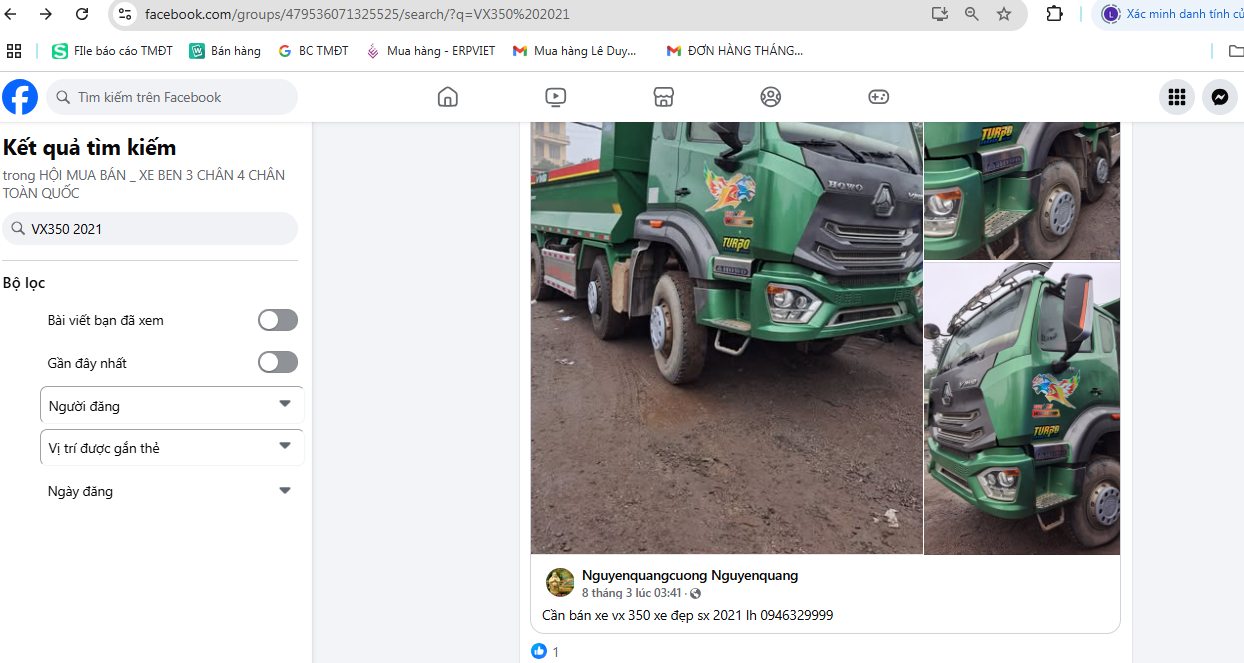 facebook.com/groups/479536071325525/search/?q=VX350%202021
Xác minh danh tính củ
FIle báo cáo TMĐT
Bán hàng
BC TMĐT
Mua hàng - ERPVIET
Mua hàng Lê Duy...
ĐƠN HÀNG THÁNG...
Tìm kiếm trên Facebook
Kết quả tìm kiếm
trong HỘI MUA BÁN _ XE BEN 3 CHÂN 4 CHÂN
TOÀN QUỐC
VX350 2021
Bộ lọc
Bài viết bạn đã xem
Gần đây nhất
Người đăng
Vị trí được gắn thẻ
Ngày đăng
HOWO
TURBO
TURBO
TURBO
Nguyenquangcuong Nguyenquang
8 tháng 3 lúc 03:41 ·
Cần bán xe vx 350 xe đẹp sx 2021 lh 0946329999
1